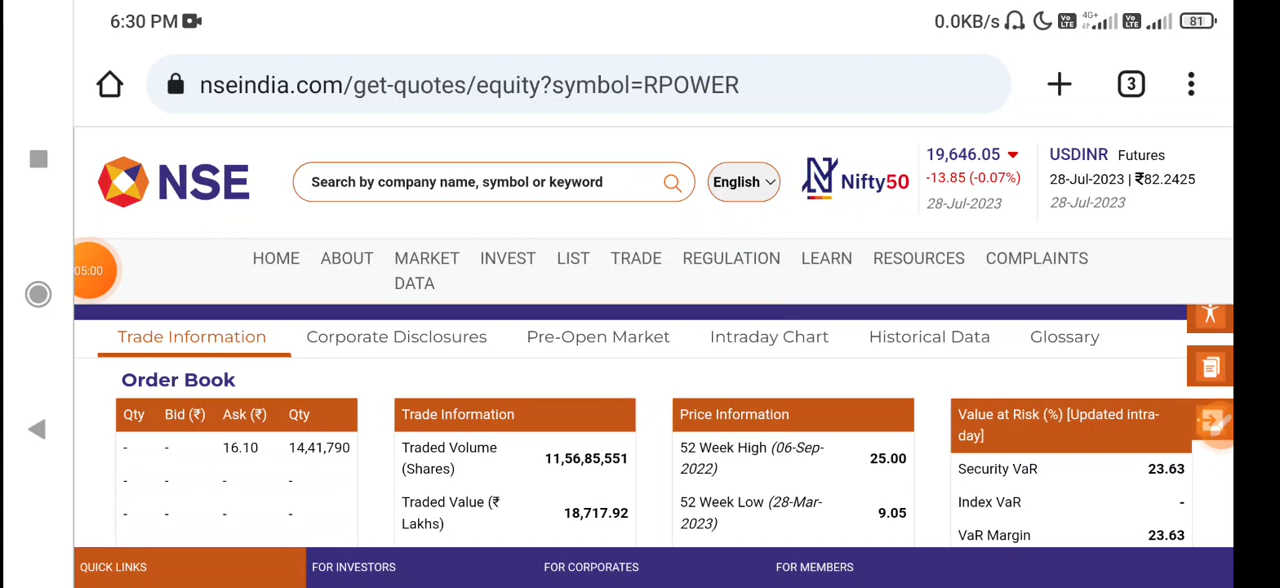 6:30 PM
0.0KB/s
Vo LTE
4G+
Vo LTE
81
nseindia.com/get-quotes/equity?symbol=RPOWER
3
NSE
Search by company name, symbol or keyword
English
Nifty50
19,646.05
-13.85 (-0.07%)
28-Jul-2023
USDINR Futures
28-Jul-2023 | ₹82.2425
28-Jul-2023
05:00
HOME ABOUT MARKET DATA INVEST LIST TRADE REGULATION LEARN RESOURCES COMPLAINTS
Trade Information Corporate Disclosures Pre-Open Market Intraday Chart Historical Data Glossary
Order Book
Qty Bid (₹) Ask (₹) Qty
- - 16.10 14,41,790
- - - -
- - - -
Trade Information
Traded Volume (Shares) 11,56,85,551
Traded Value (₹ Lakhs) 18,717.92
Price Information
52 Week High (06-Sep-2022) 25.00
52 Week Low (28-Mar-2023) 9.05
Value at Risk (%) [Updated intra-day]
Security VaR 23.63
Index VaR -
VaR Margin 23.63
QUICK LINKS FOR INVESTORS FOR CORPORATES FOR MEMBERS